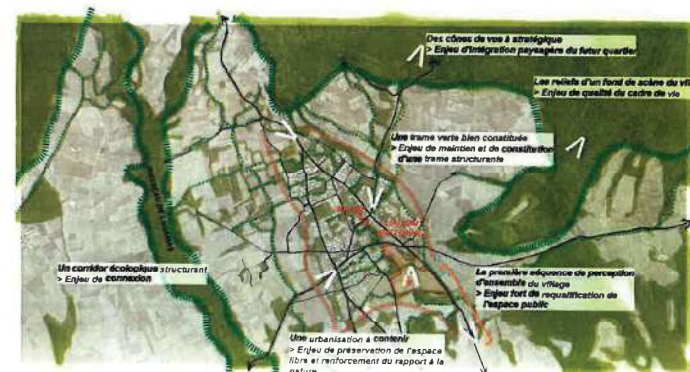 Des cônes de vue à stratégique
> Enjeu d'intégration paysagère du futur quartier
Les reliefs d'un fond de scène du vil
> Enjeu de qualité du cadre de vie
Une trame verte bien constituée
> Enjeu de maintien et de constitution
d'une trame structurante
Un corridor écologique structurant
> Enjeu de connexion
La première séquence de perception
d'ensemble du village
> Enjeu fort de requalification de
l'espace public
Une urbanisation à contenir
> Enjeu de préservation de l'espace
libre et renforcement du rapport à la
nature